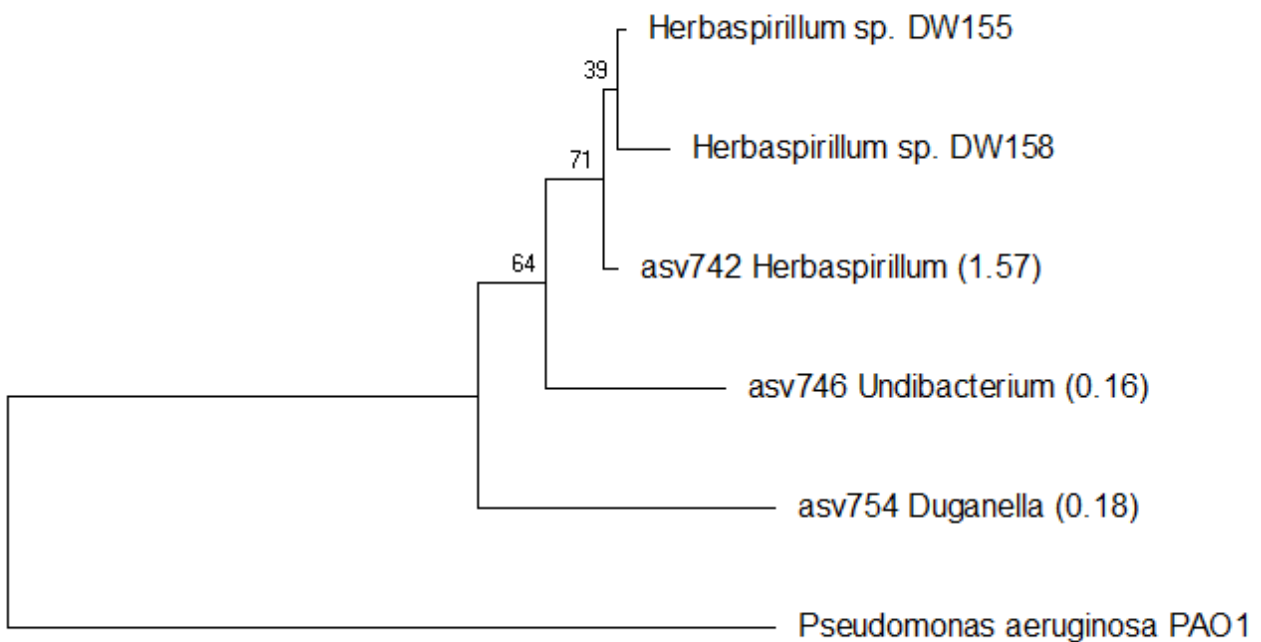 Herbaspirillum sp. DW155
39
Herbaspirillum sp. DW158
71
asv742 Herbaspirillum (1.57)
64
asv746 Undibacterium (0.16)
asv754 Duganella (0.18)
Pseudomonas aeruginosa PAO1